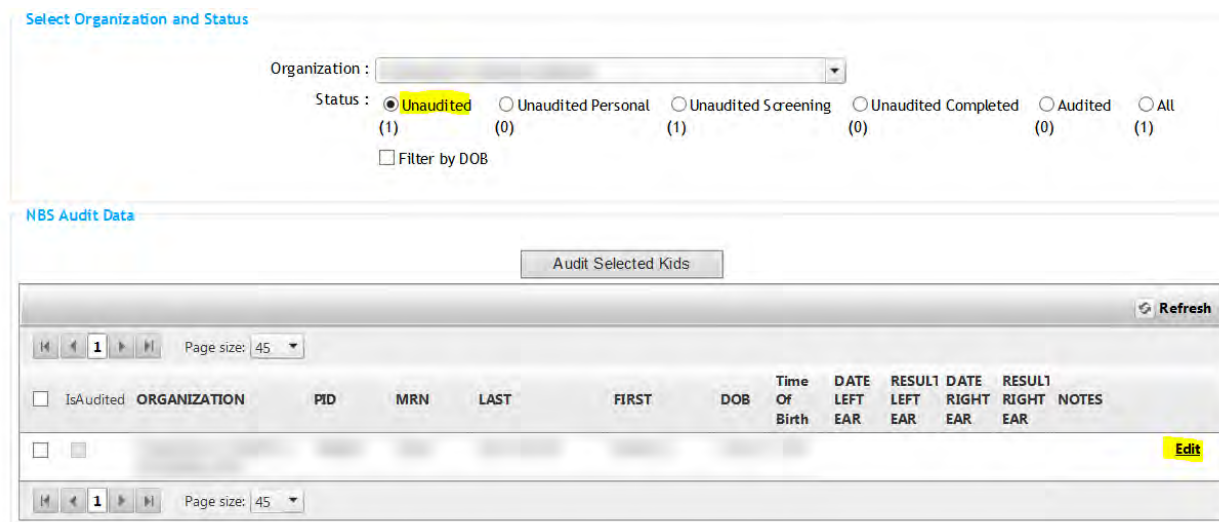 Select Organization and Status
Organization :
Status : Unaudited Unaudited Personal Unaudited Screening Unaudited Completed Audited All
(1) (0) (1) (0) (0) (1)
Filter by DOB
NBS Audit Data
Audit Selected Kids
Refresh
1 Page size: 45
IsAudited ORGANIZATION PID MRN LAST FIRST DOB Time Of Birth DATE LEFT EAR RESULT LEFT EAR DATE RIGHT EAR RESULT RIGHT EAR NOTES
Edit
1 Page size: 45